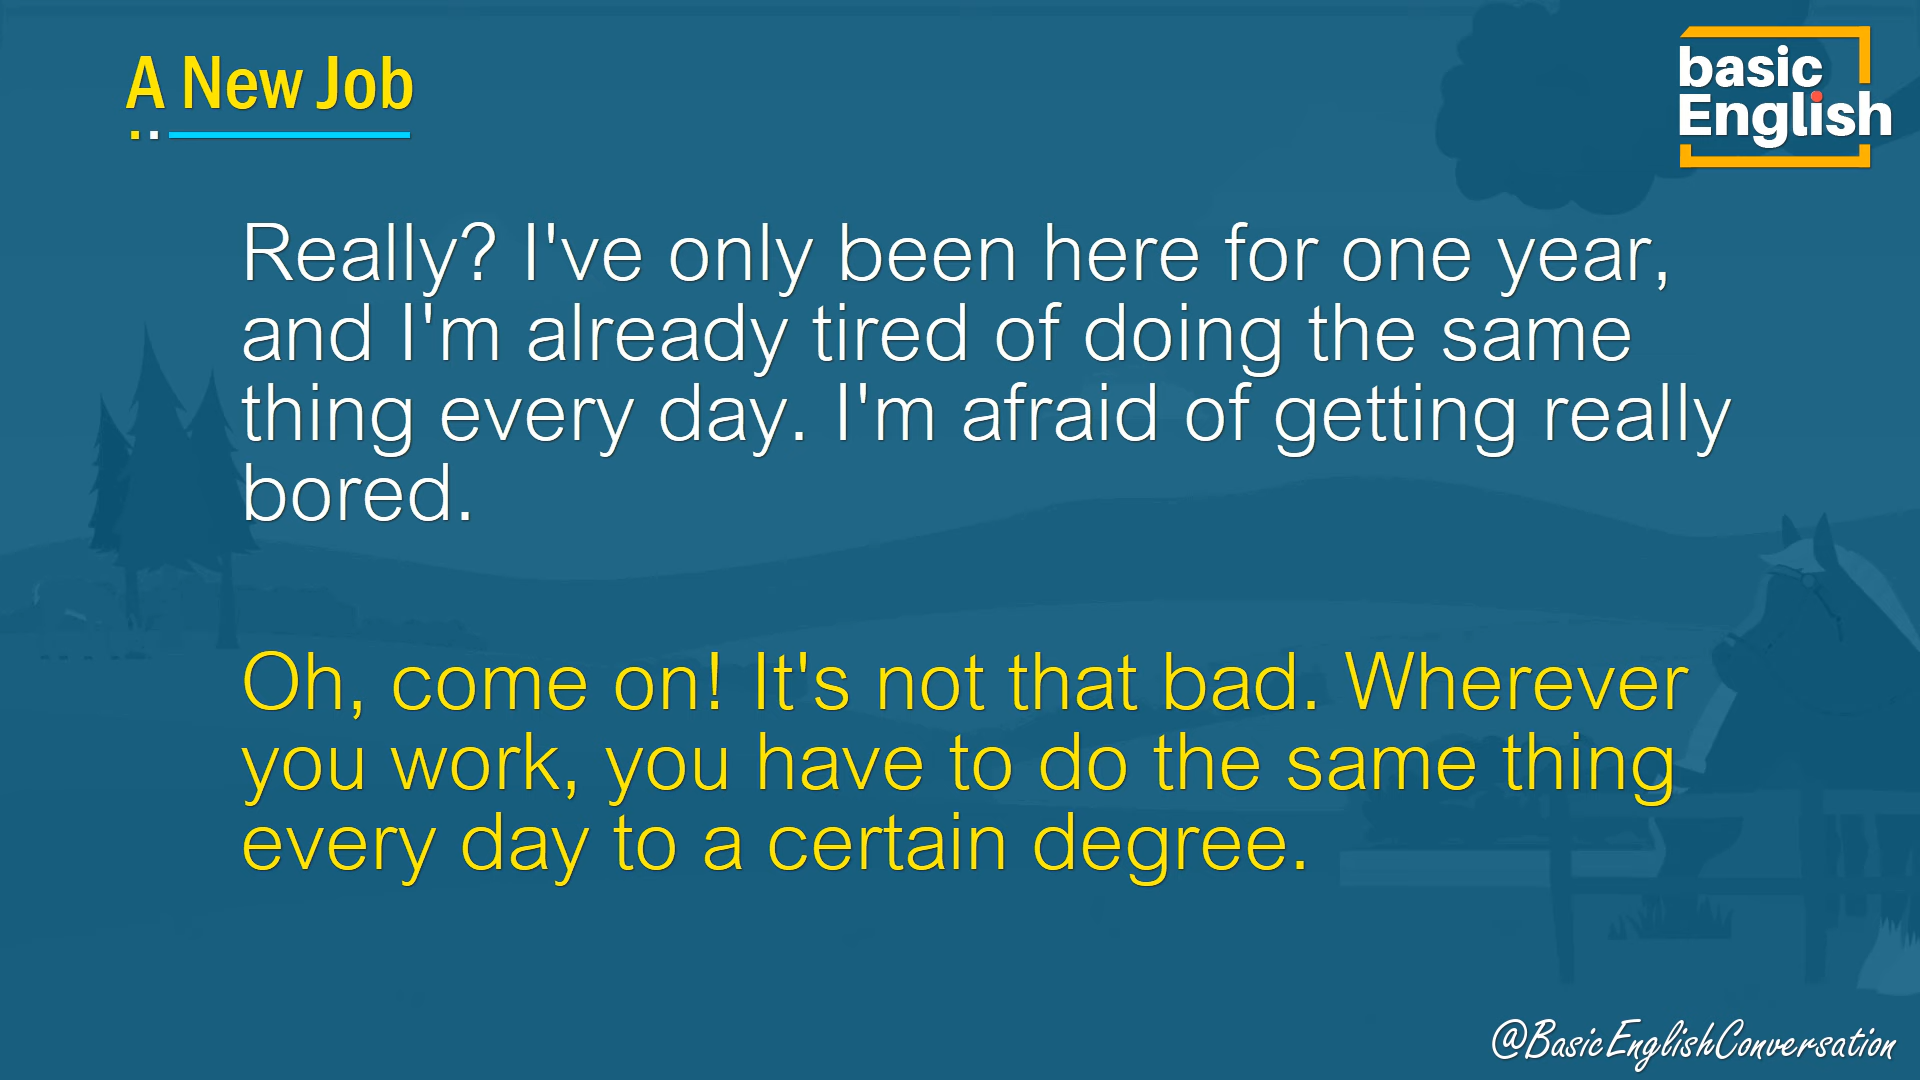 A New Job
basic
English
Really? I've only been here for one year,
and I'm already tired of doing the same
thing every day. I'm afraid of getting really
bored.
Oh, come on! It's not that bad. Wherever
you work, you have to do the same thing
every day to a certain degree.
@BasicEnglishConversation